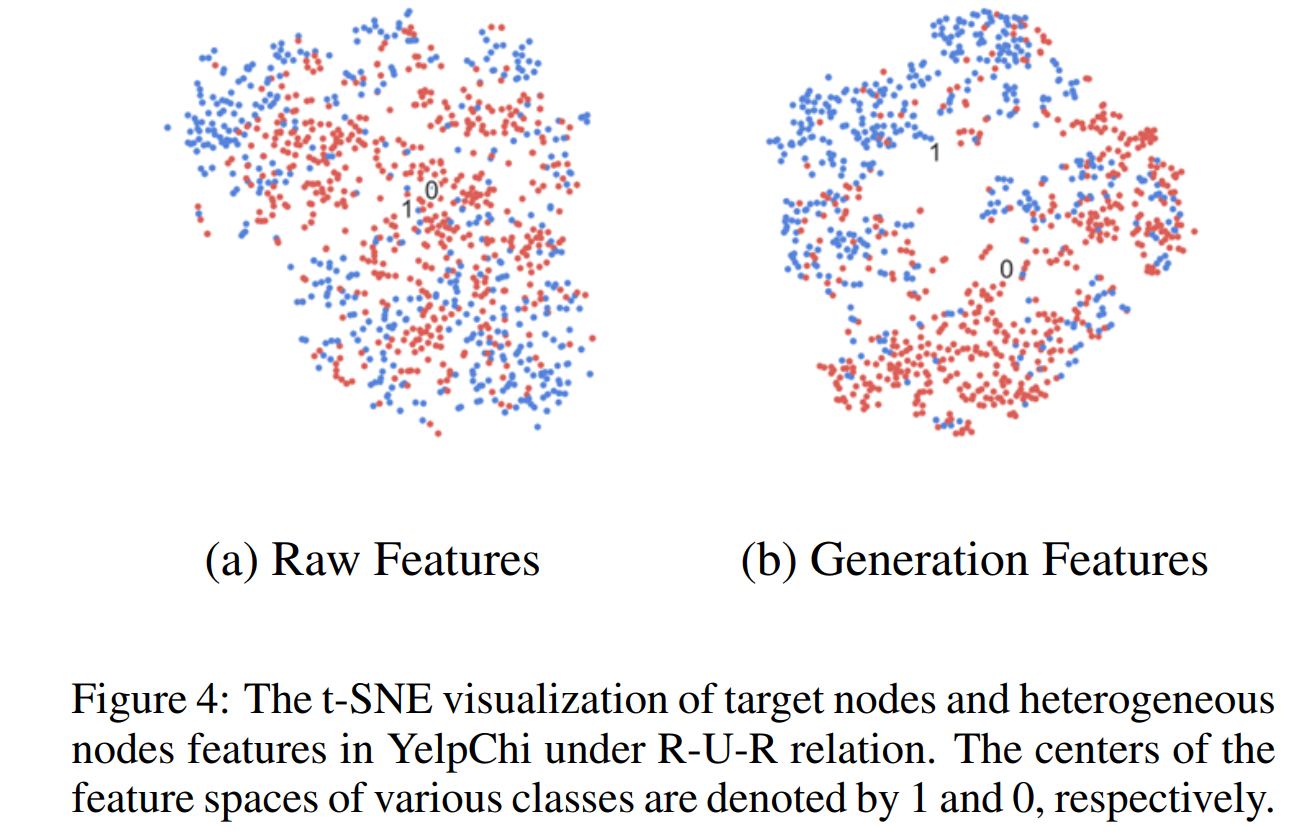 0
1
1
0
(a) Raw Features
(b) Generation Features
Figure 4: The t-SNE visualization of target nodes and heterogeneous
nodes features in YelpChi under R-U-R relation. The centers of the
feature spaces of various classes are denoted by 1 and 0, respectively.